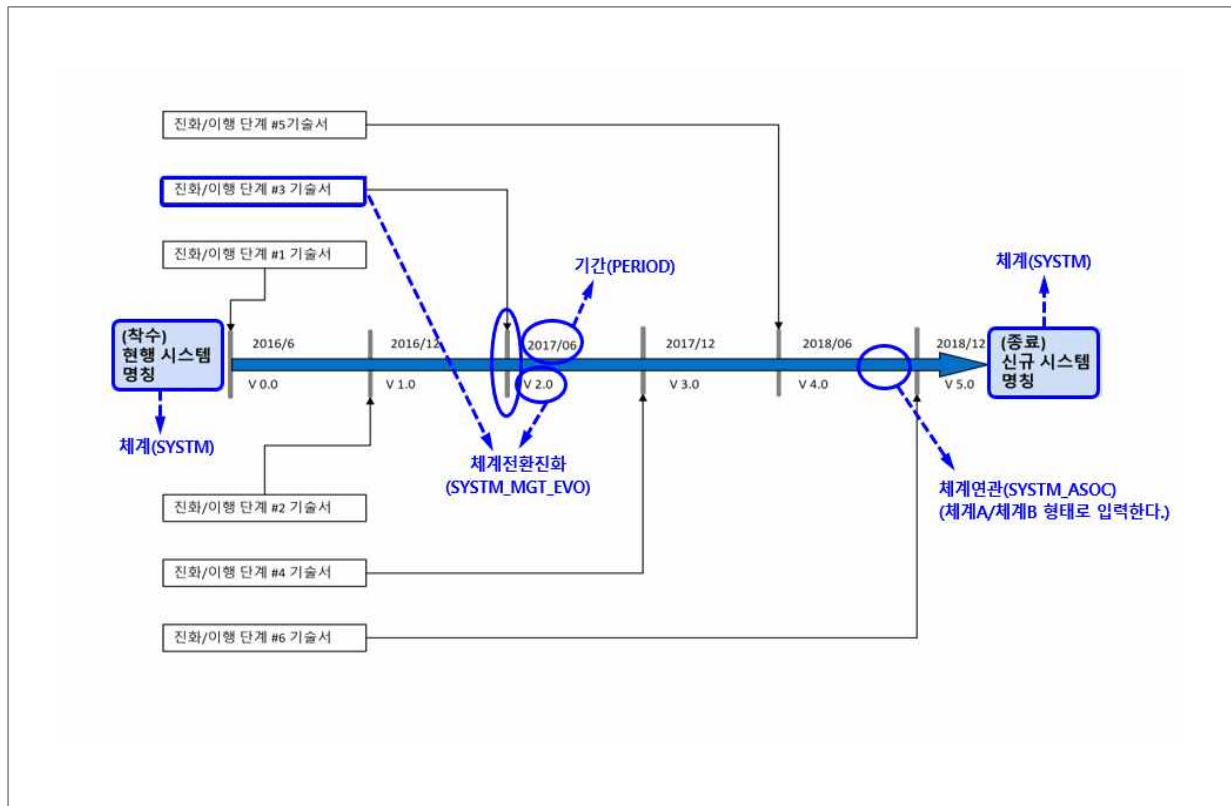 진화/이행 단계 #5기술서
진화/이행 단계 #3 기술서
진화/이행 단계 #1 기술서
기간(PERIOD)
체계(SYSTM)
(착수)
현행 시스템
명칭
2016/6
2016/12
2017/06
2017/12
2018/06
2018/12
(종료)
신규 시스템
명칭
V 0.0
V 1.0
V 2.0
V 3.0
V 4.0
V 5.0
체계(SYSTM)
체계전환진화
(SYSTM_MGT_EVO)
체계연관(SYSTM_ASOC)
(체계A/체계B 형태로 입력한다.)
진화/이행 단계 #2 기술서
진화/이행 단계 #4 기술서
진화/이행 단계 #6 기술서